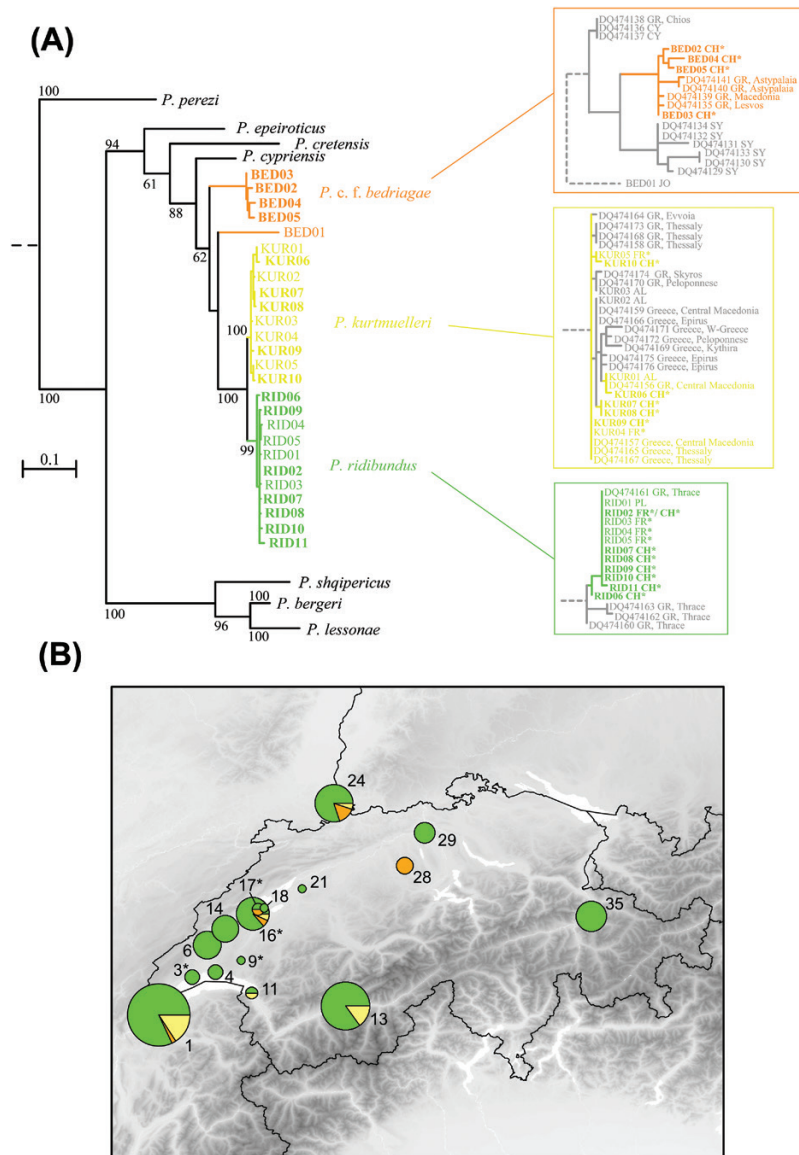 (A)
100
P. perezi
94
P. epeiroticus
P. cretensis
61
P. cypriensis
88
BED03
BED02
BED04
BED05
P. c. f. bedriagae
62
BED01
KUR01
KUR06
KUR02
KUR07
KUR08
100
KUR03
P. kurtmuelleri
KUR04
KUR09
KUR05
KUR10
100
100
RID06
RID09
RID04
RID05
99
RID01
0.1
RID02
P. ridibundus
RID03
RID07
RID08
RID10
RID11
P. shqipericus
100
100
P. bergeri
96
100
P. lessonae
DQ474138 GR, Chios
DQ474136 CY
DQ474137 CY
BED02 CH*
BED04 CH*
BED05 CH*
DQ474141 GR, Astypalaia
DQ474140 GR, Astypalaia
DQ474139 GR, Macedonia
DQ474135 GR, Lesvos
BED03 CH*
DQ474134 SY
DQ474132 SY
DQ474131 SY
DQ474133 SY
DQ474130 SY
DQ474129 SY
BED01 JO
DQ474164 GR, Evvoia
DQ474173 GR, Thessaly
DQ474168 GR, Thessaly
DQ474158 GR, Thessaly
KUR05 FR*
KUR10 CH*
DQ474174 GR, Skyros
DQ474170 GR, Peloponnese
KUR03 AL
KUR02 AL
DQ474159 Greece, Central Macedonia
DQ474166 Greece, Epirus
DQ474171 Greece, W-Greece
DQ474172 Greece, Peloponnese
DQ474169 Greece, Kythira
DQ474175 Greece, Epirus
DQ474176 Greece, Epirus
KUR01 AL
DQ474156 GR, Central Macedonia
KUR06 CH*
KUR07 CH*
KUR08 CH*
KUR09 CH*
KUR04 FR*
DQ474157 Greece, Central Macedonia
DQ474165 Greece, Thessaly
DQ474167 Greece, Thessaly
DQ474161 GR, Thrace
RID01 PL
RID02 FR*/ CH*
RID03 FR*
RID04 FR*
RID05 FR*
RID07 CH*
RID08 CH*
RID09 CH*
RID10 CH*
RID11 CH*
RID06 CH*
DQ474163 GR, Thrace
DQ474162 GR, Thrace
DQ474160 GR, Thrace
(B)
24
29
28
21
17*
18
14
16*
35
6
9*
3*
4
11
13
1